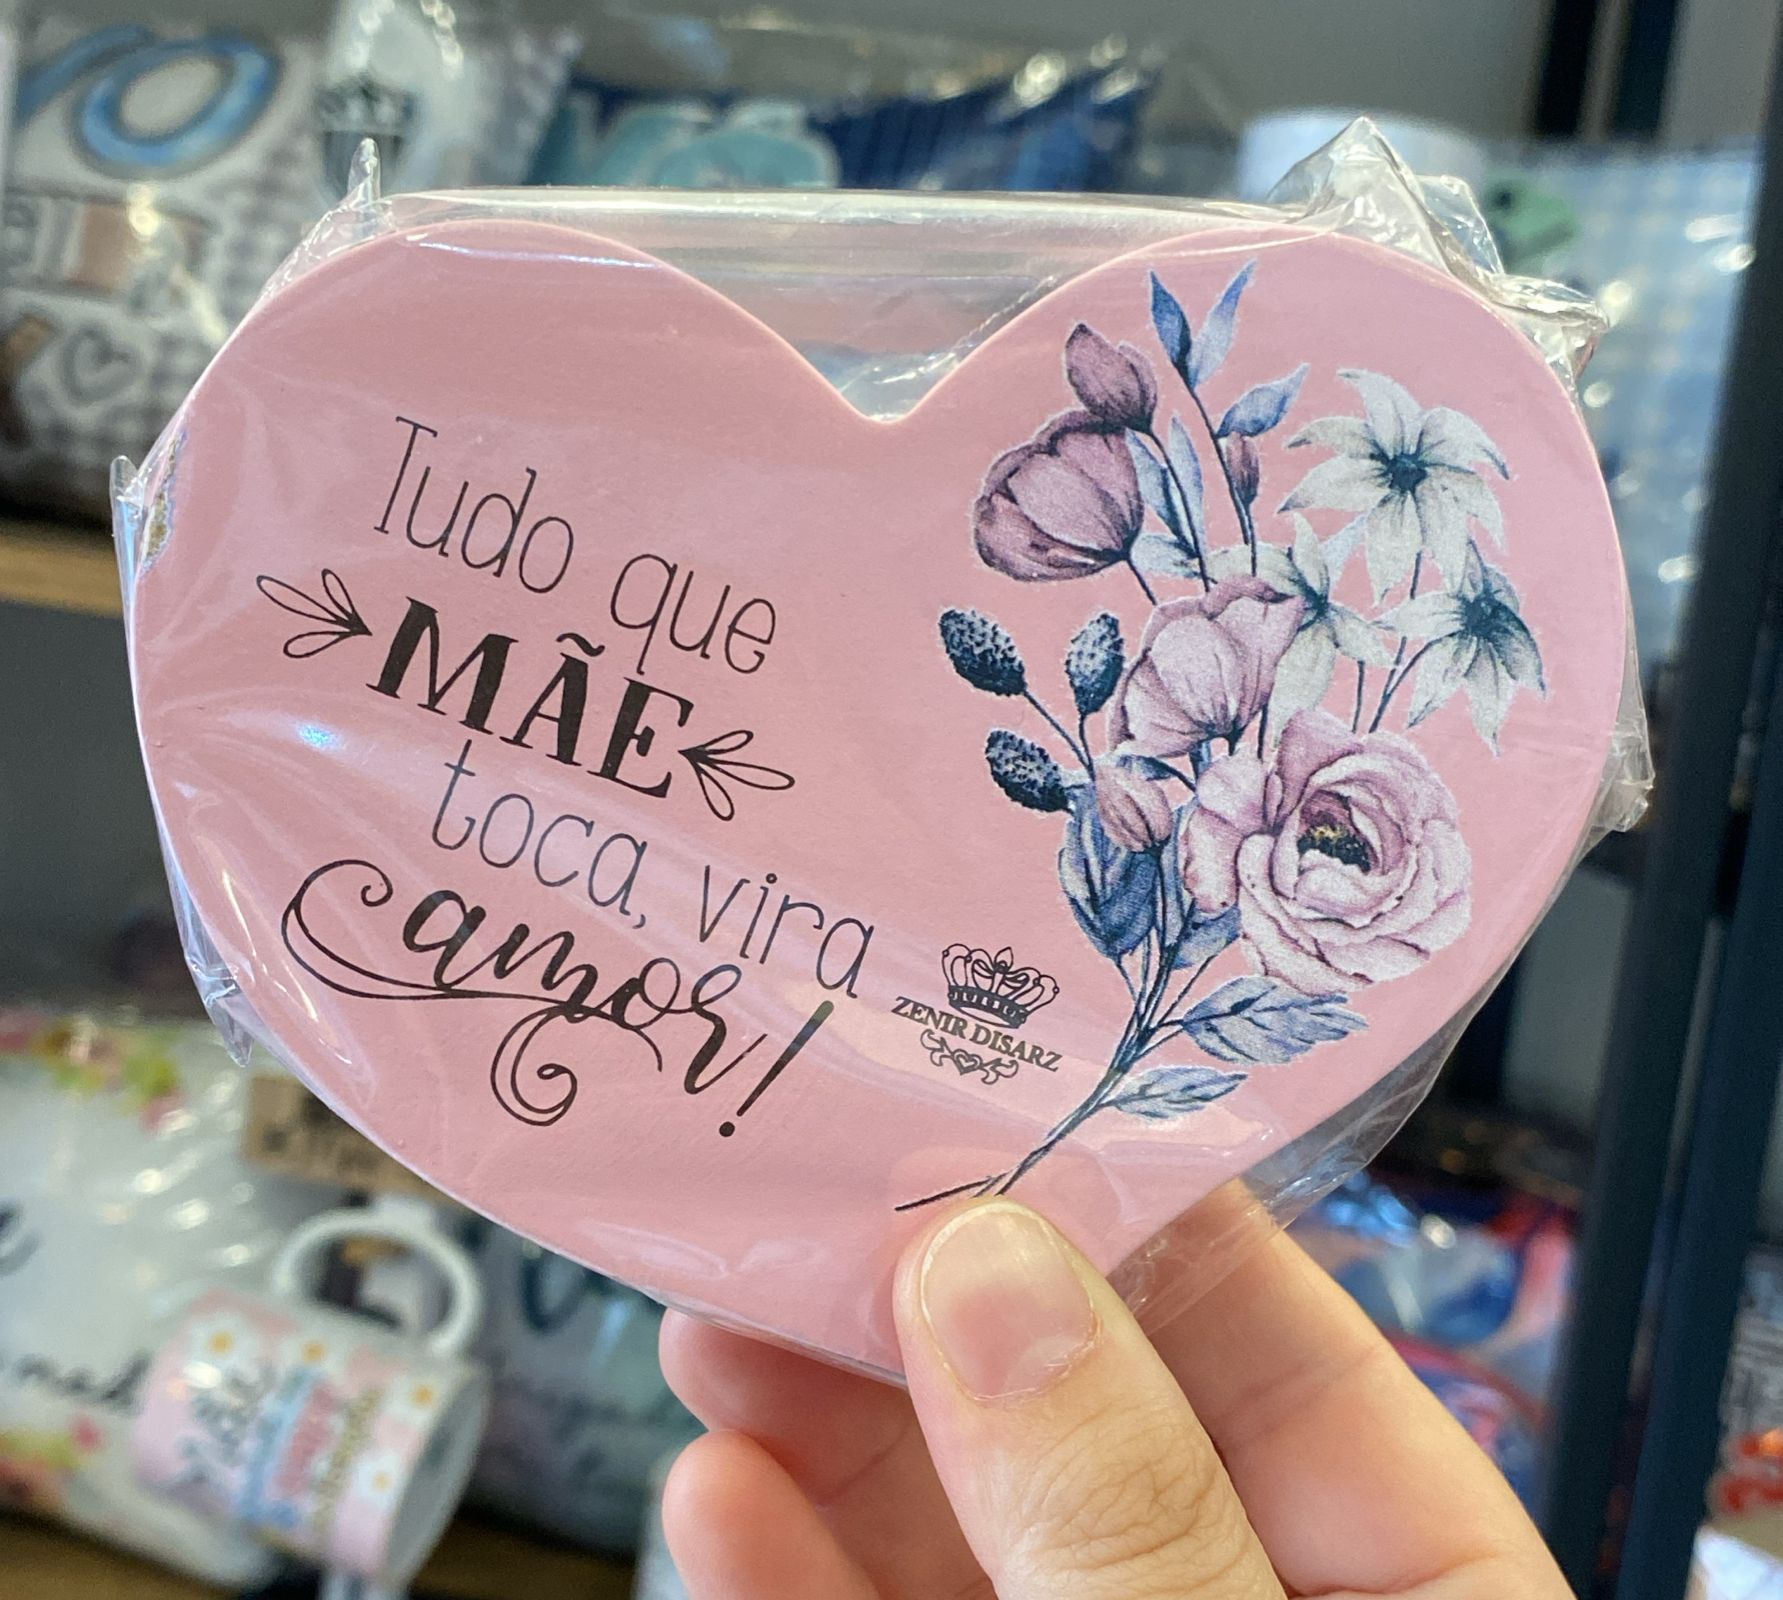 Tudo que
MÃE
toca, vira
amor!
ZENIR DISARZ